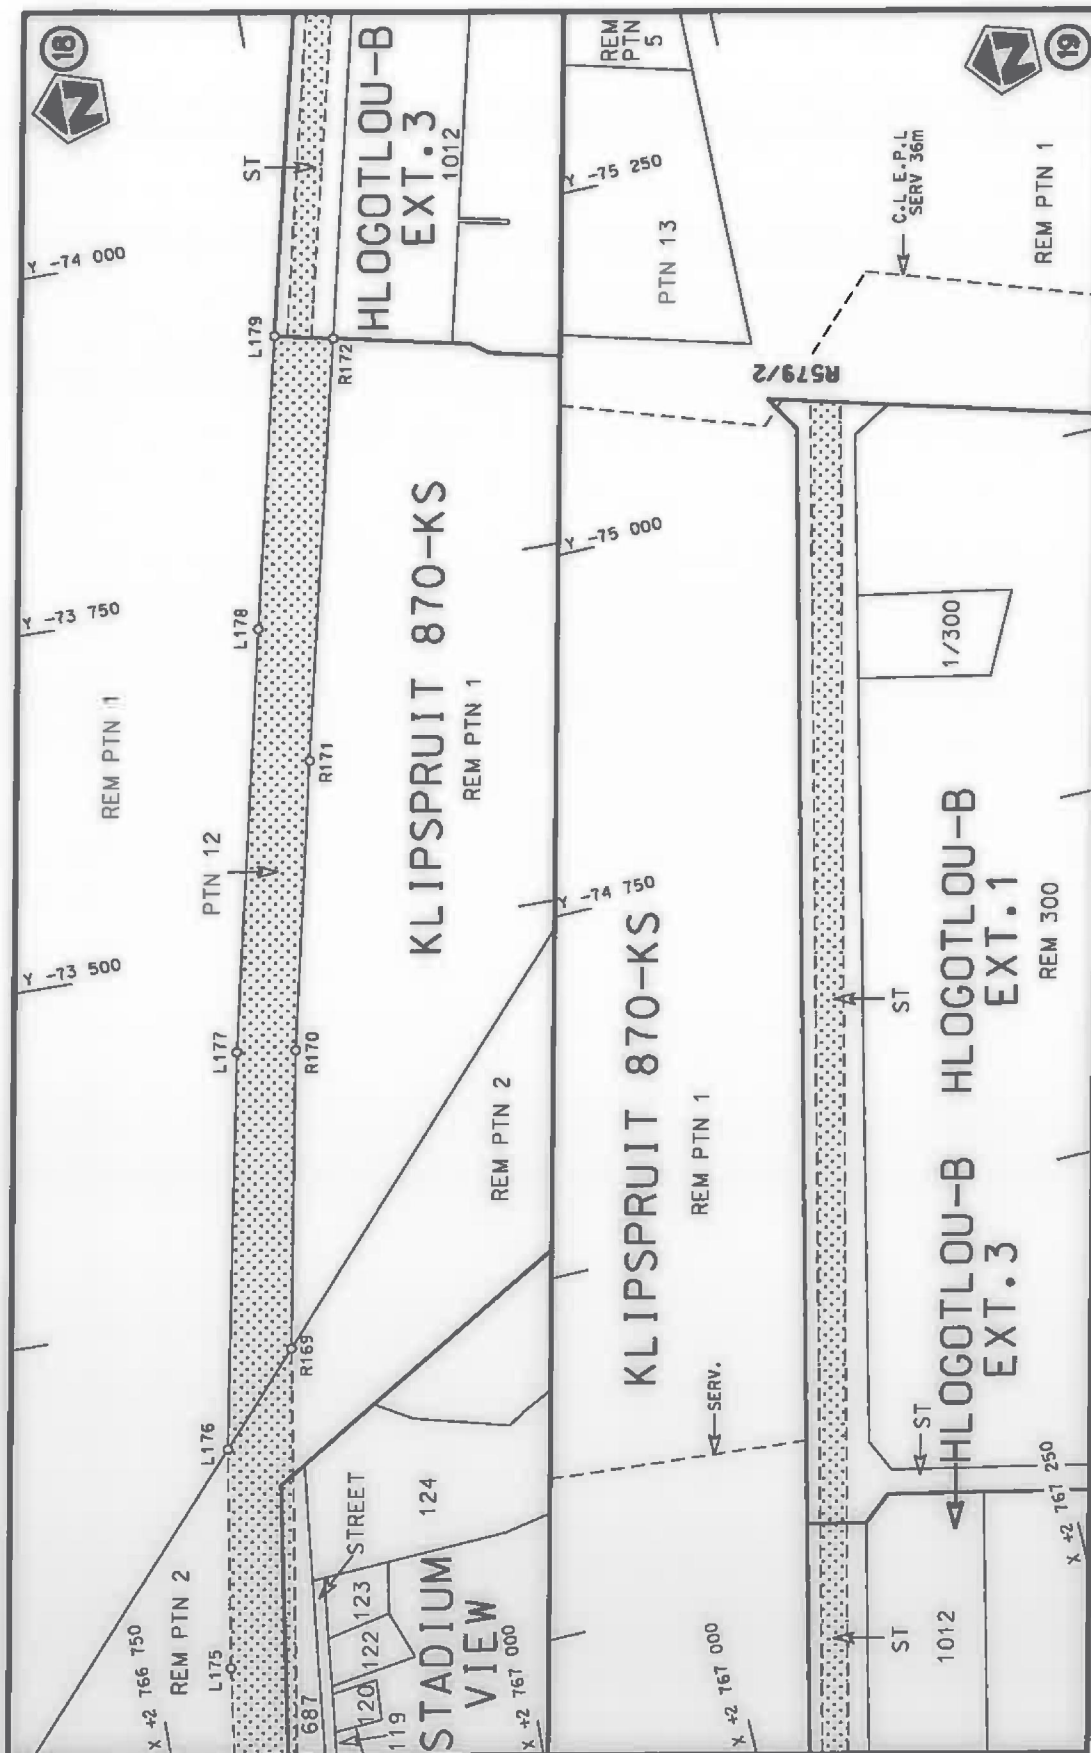 18
N
REM PTN 1
Y -73 500
Y -73 750
Y -74 000
PTN 12
ST
REM PTN 2
L175
L176
L177
L178
L179
R169
R170
R171
R172
HLOGOTLOU-B
EXT.3
1012
KLIPSPRUIT 870-KS
REM PTN 1
REM PTN 2
X +2 766 750
687
STREET
119
120
122
123
124
STADIUM
VIEW
X +2 767 000
19
N
REM
PTN
5
Y -75 250
Y -75 000
Y -74 750
PTN 13
C.L E.P.L
SERV 36m
REM PTN 1
R579/2
KLIPSPRUIT 870-KS
REM PTN 1
SERV.
1/300
ST
HLOGOTLOU-B
EXT.1
REM 300
HLOGOTLOU-B
EXT.3
ST
ST
1012
X +2 767 000
X +2 767 250